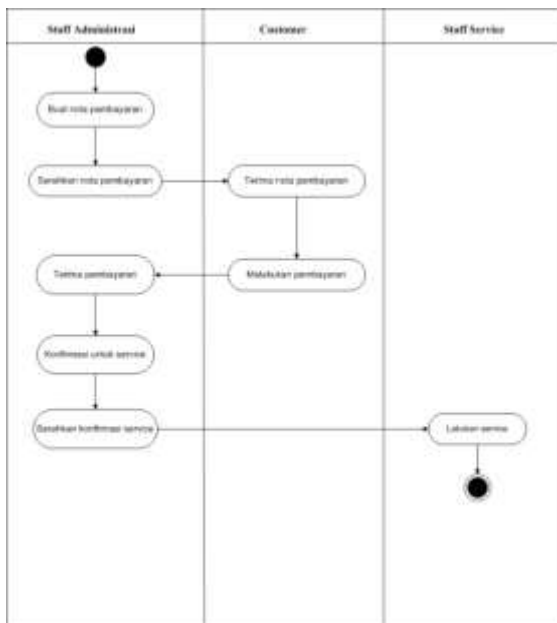 Staff Administrasi
Customer
Staff Service
Buat nota pembayaran
Serahkan nota pembayaran
Terima nota pembayaran
Terima pembayaran
Melakukan pembayaran
Konfirmasi untuk service
Serahkan konfirmasi service
Lakukan service